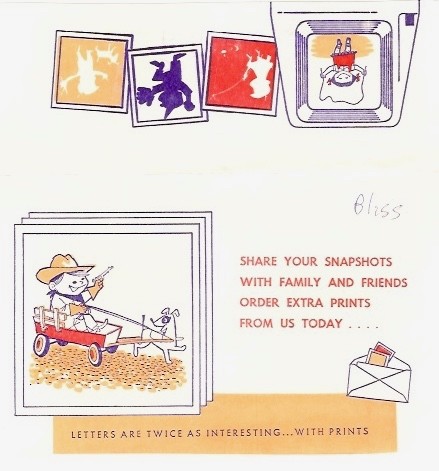 Bliss
SHARE YOUR SNAPSHOTS
WITH FAMILY AND FRIENDS
ORDER EXTRA PRINTS
FROM US TODAY ....
LETTERS ARE TWICE AS INTERESTING...WITH PRINTS